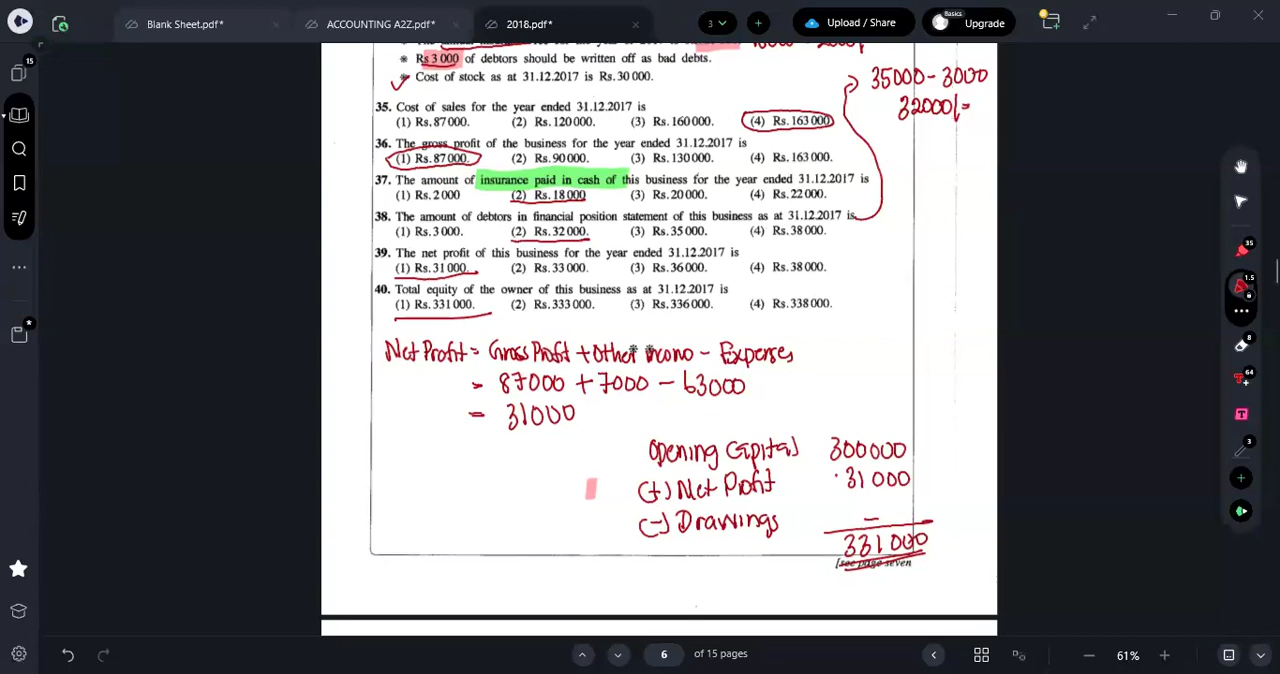 Blank Sheet.pdf*
ACCOUNTING A2Z.pdf*
2018.pdf*
3
Upload / Share
Basics
Upgrade
* Rs 3 000 of debtors should be written off as bad debts.
* Cost of stock as at 31.12.2017 is Rs. 30 000.
35000 - 3000
32000/=
35. Cost of sales for the year ended 31.12.2017 is
(1) Rs. 87 000. (2) Rs. 120 000. (3) Rs. 160 000. (4) Rs. 163 000
36. The gross profit of the business for the year ended 31.12.2017 is
(1) Rs. 87 000. (2) Rs. 90 000. (3) Rs. 130 000. (4) Rs. 163 000.
37. The amount of insurance paid in cash of this business for the year ended 31.12.2017 is
(1) Rs. 2 000 (2) Rs. 18 000 (3) Rs. 20 000. (4) Rs. 22 000.
38. The amount of debtors in financial position statement of this business as at 31.12.2017 is
(1) Rs. 3 000. (2) Rs. 32 000. (3) Rs. 35 000. (4) Rs. 38 000.
39. The net profit of this business for the year ended 31.12.2017 is
(1) Rs. 31 000. (2) Rs. 33 000. (3) Rs. 36 000. (4) Rs. 38 000.
40. Total equity of the owner of this business as at 31.12.2017 is
(1) Rs. 331 000. (2) Rs. 333 000. (3) Rs. 336 000. (4) Rs. 338 000.
Net Profit = Gross Profit + Other incomo - Expenses
= 87000 + 7000 - 63000
= 31000
Opening Capital 300000
(+) Net Profit 31000
(-) Drawings -
331000
[see page seven
6 of 15 pages
61%
15
35
1.5
8
64
3